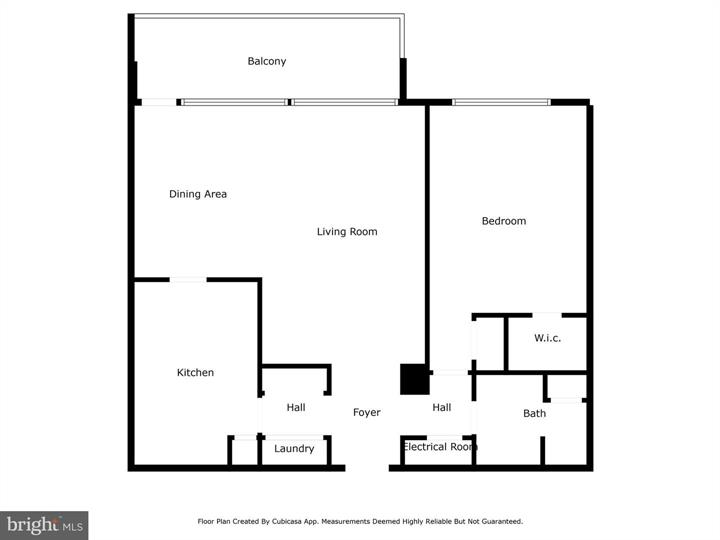 Balcony
Dining Area
Bedroom
Living Room
W.i.c.
Kitchen
Hall
Foyer
Hall
Bath
Laundry
Electrical Room
bright MLS
Floor Plan Created By Cubicasa App. Measurements Deemed Highly Reliable But Not Guaranteed.